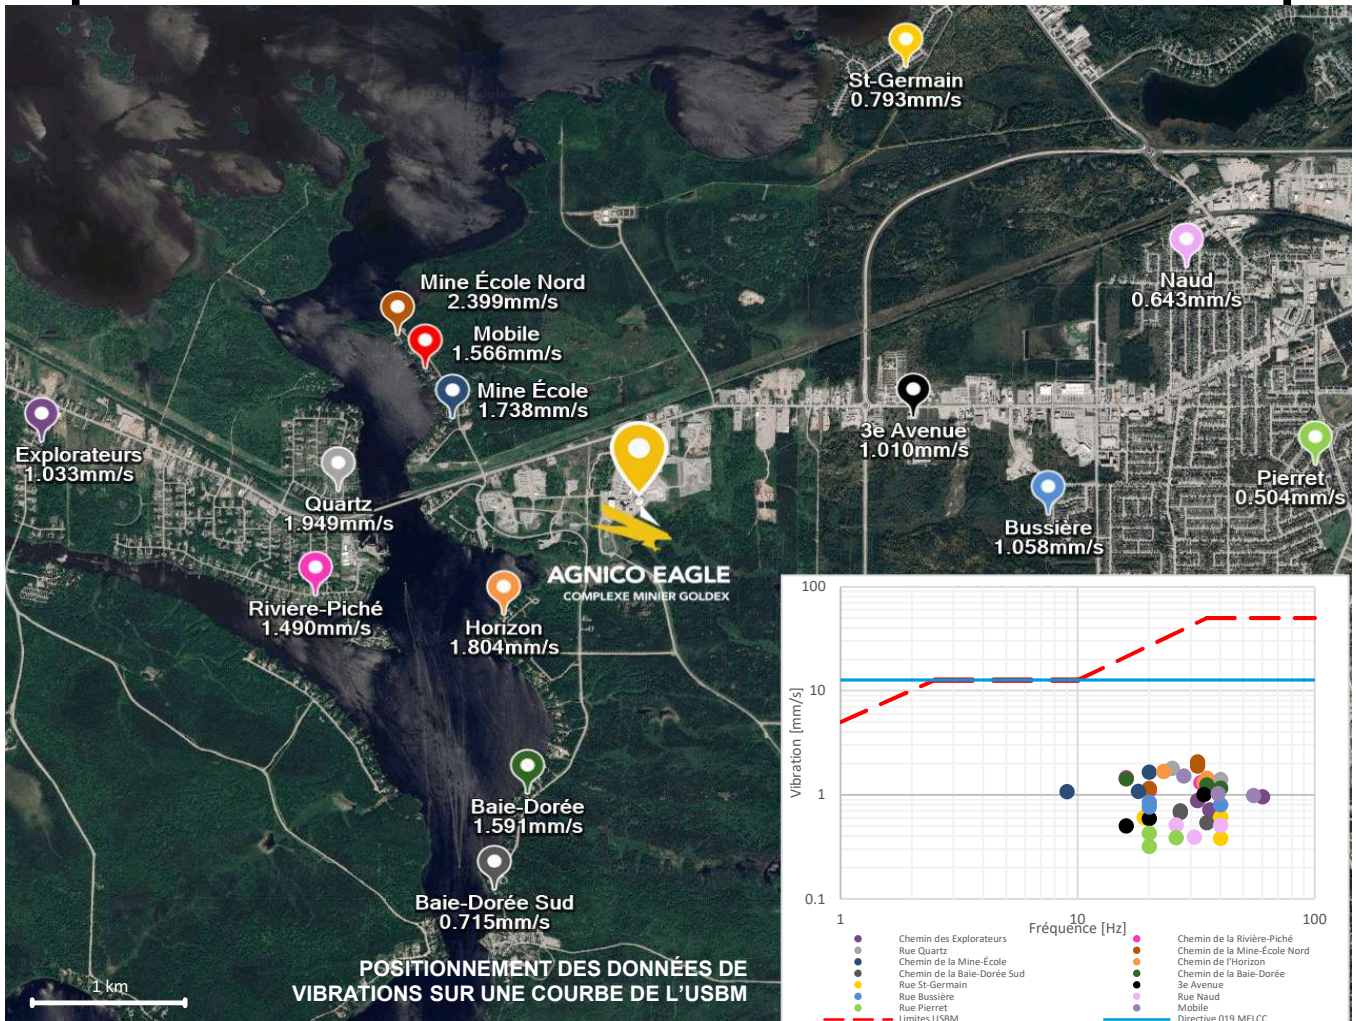 St-Germain
0.793mm/s
Naud
0.643mm/s
Mine École Nord
2.399mm/s
Mobile
1.566mm/s
Mine École
1.738mm/s
3e Avenue
1.010mm/s
Explorateurs
1.033mm/s
Pierret
0.504mm/s
Quartz
1.949mm/s
Bussière
1.058mm/s
AGNICO EAGLE
COMPLEXE MINIER GOLDEX
Riviere-Piché
1.490mm/s
Horizon
1.804mm/s
Baie-Dorée
1.591mm/s
Baie-Dorée Sud
0.715mm/s
POSITIONNEMENT DES DONNÉES DE
VIBRATIONS SUR UNE COURBE DE L'USBM
1 km
100
10
1
0.1
Vibration [mm/s]
1
10
100
Fréquence [Hz]
Chemin des Explorateurs
Chemin de la Rivière-Piché
Rue Quartz
Chemin de la Mine-École Nord
Chemin de la Mine-École
Chemin de l'Horizon
Chemin de la Baie-Dorée Sud
Chemin de la Baie-Dorée
Rue St-Germain
3e Avenue
Rue Bussière
Rue Naud
Rue Pierret
Mobile
Limites USBM
Directive 019 MELCC